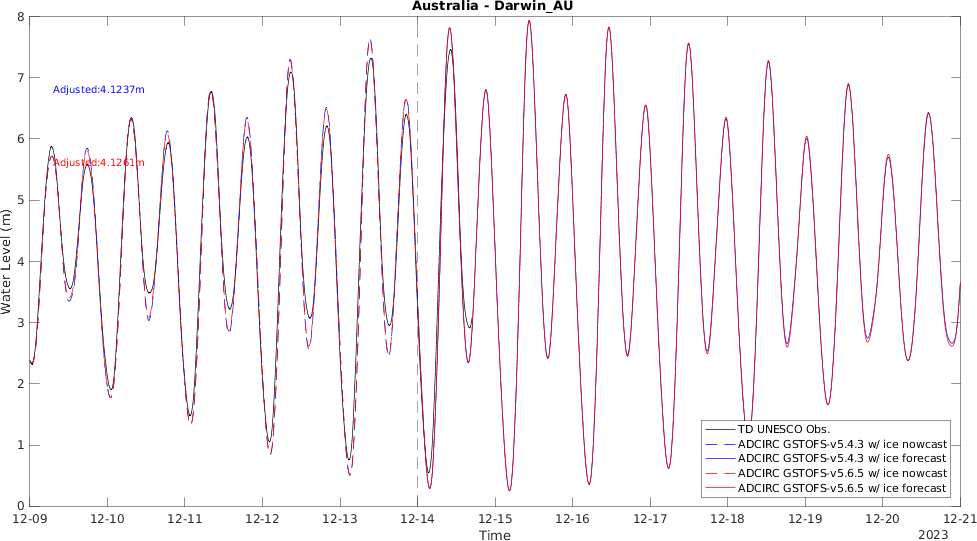 Australia - Darwin_AU
8
7
6
5
4
3
2
1
0
Water Level (m)
Adjusted:4.1237m
Adjusted:4.1261m
TD UNESCO Obs.
ADCIRC GSTOFS-v5.4.3 w/ ice nowcast
ADCIRC GSTOFS-v5.4.3 w/ ice forecast
ADCIRC GSTOFS-v5.6.5 w/ ice nowcast
ADCIRC GSTOFS-v5.6.5 w/ ice forecast
12-09 12-10 12-11 12-12 12-13 12-14 12-15 12-16 12-17 12-18 12-19 12-20 12-21
Time
2023